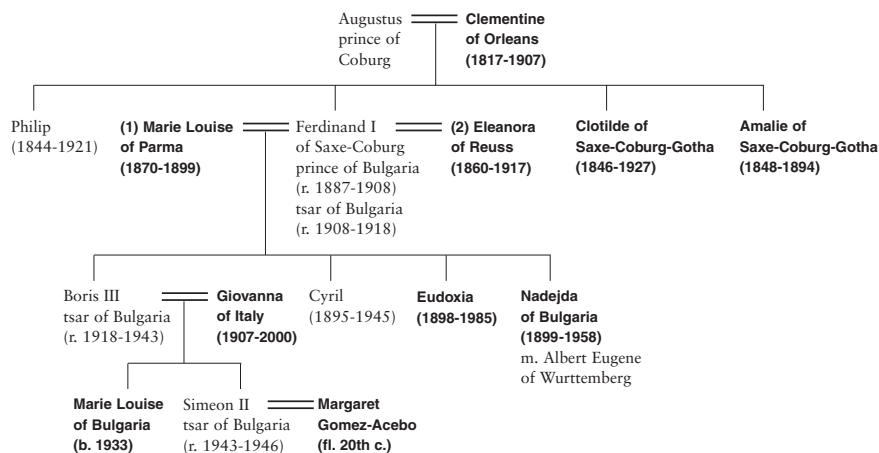 Augustus
prince of
Coburg
Clementine
of Orleans
(1817-1907)
Philip
(1844-1921)
(1) Marie Louise
of Parma
(1870-1899)
Ferdinand I
of Saxe-Coburg
prince of Bulgaria
(r. 1887-1908)
tsar of Bulgaria
(r. 1908-1918)
(2) Eleanora
of Reuss
(1860-1917)
Clotilde of
Saxe-Coburg-Gotha
(1846-1927)
Amalie of
Saxe-Coburg-Gotha
(1848-1894)
Boris III
tsar of Bulgaria
(r. 1918-1943)
Giovanna
of Italy
(1907-2000)
Cyril
(1895-1945)
Eudoxia
(1898-1985)
Nadejda
of Bulgaria
(1899-1958)
m. Albert Eugene
of Wurttemberg
Marie Louise
of Bulgaria
(b. 1933)
Simeon II
tsar of Bulgaria
(r. 1943-1946)
Margaret
Gomez-Acebo
(fl. 20th c.)